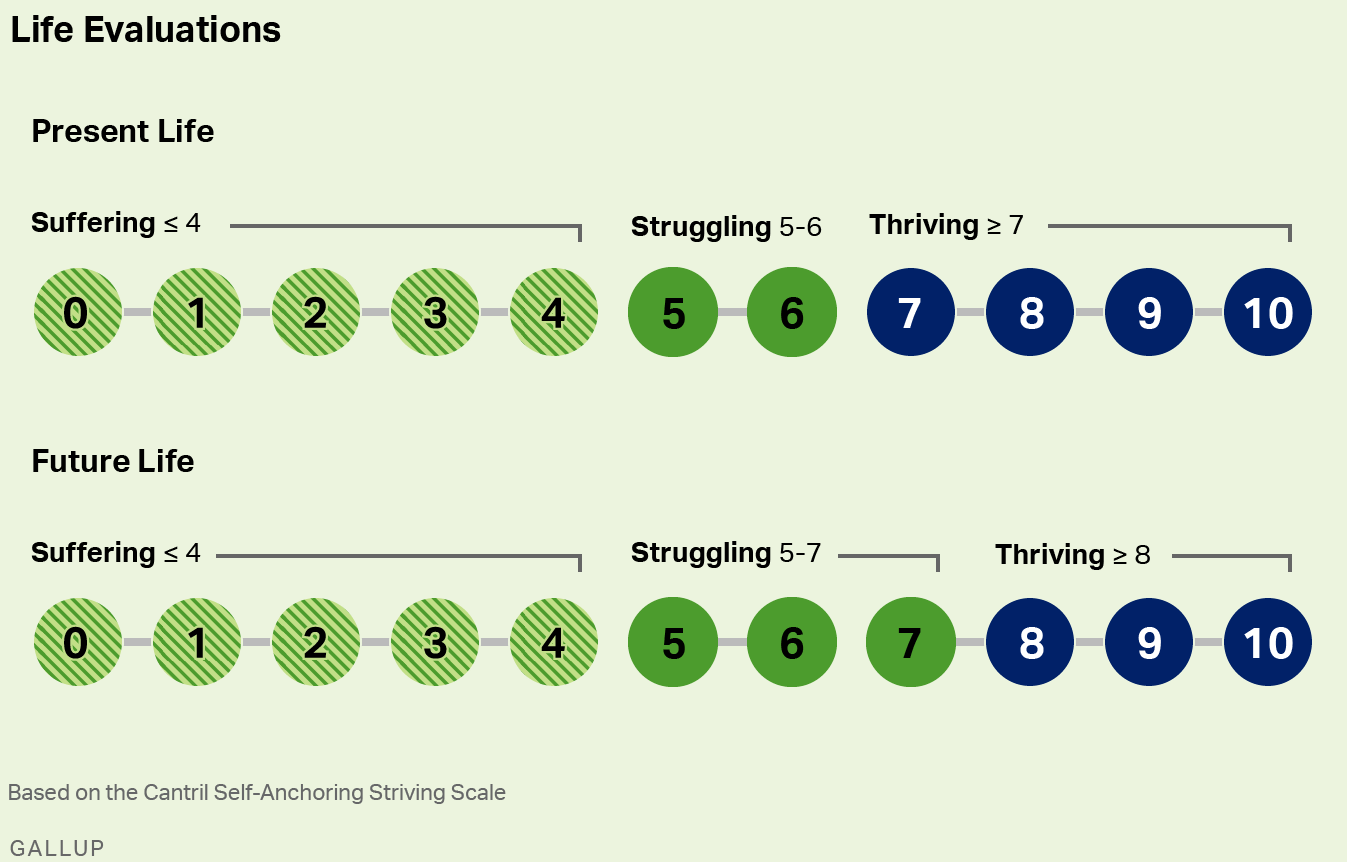 Life Evaluations
Present Life
Suffering ≤ 4
Struggling 5-6
Thriving ≥ 7
0 1 2 3 4 5 6 7 8 9 10
Future Life
Suffering ≤ 4
Struggling 5-7
Thriving ≥ 8
0 1 2 3 4 5 6 7 8 9 10
Based on the Cantril Self-Anchoring Striving Scale
GALLUP